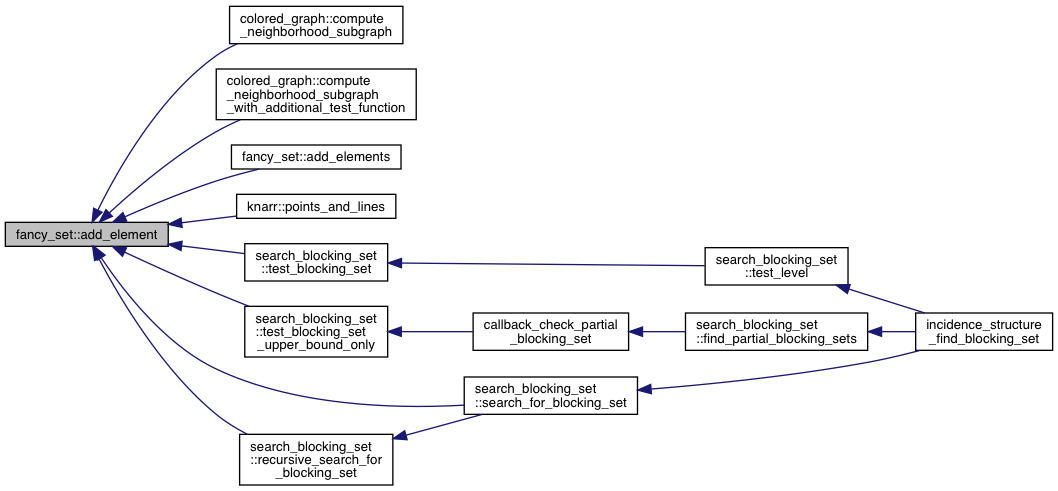 colored_graph::compute
_neighborhood_subgraph
colored_graph::compute
_neighborhood_subgraph
_with_additional_test_function
fancy_set::add_elements
knarr::points_and_lines
fancy_set::add_element
search_blocking_set
::test_blocking_set
search_blocking_set
::test_level
search_blocking_set
::test_blocking_set
_upper_bound_only
callback_check_partial
_blocking_set
search_blocking_set
::find_partial_blocking_sets
incidence_structure
_find_blocking_set
search_blocking_set
::search_for_blocking_set
search_blocking_set
::recursive_search_for
_blocking_set